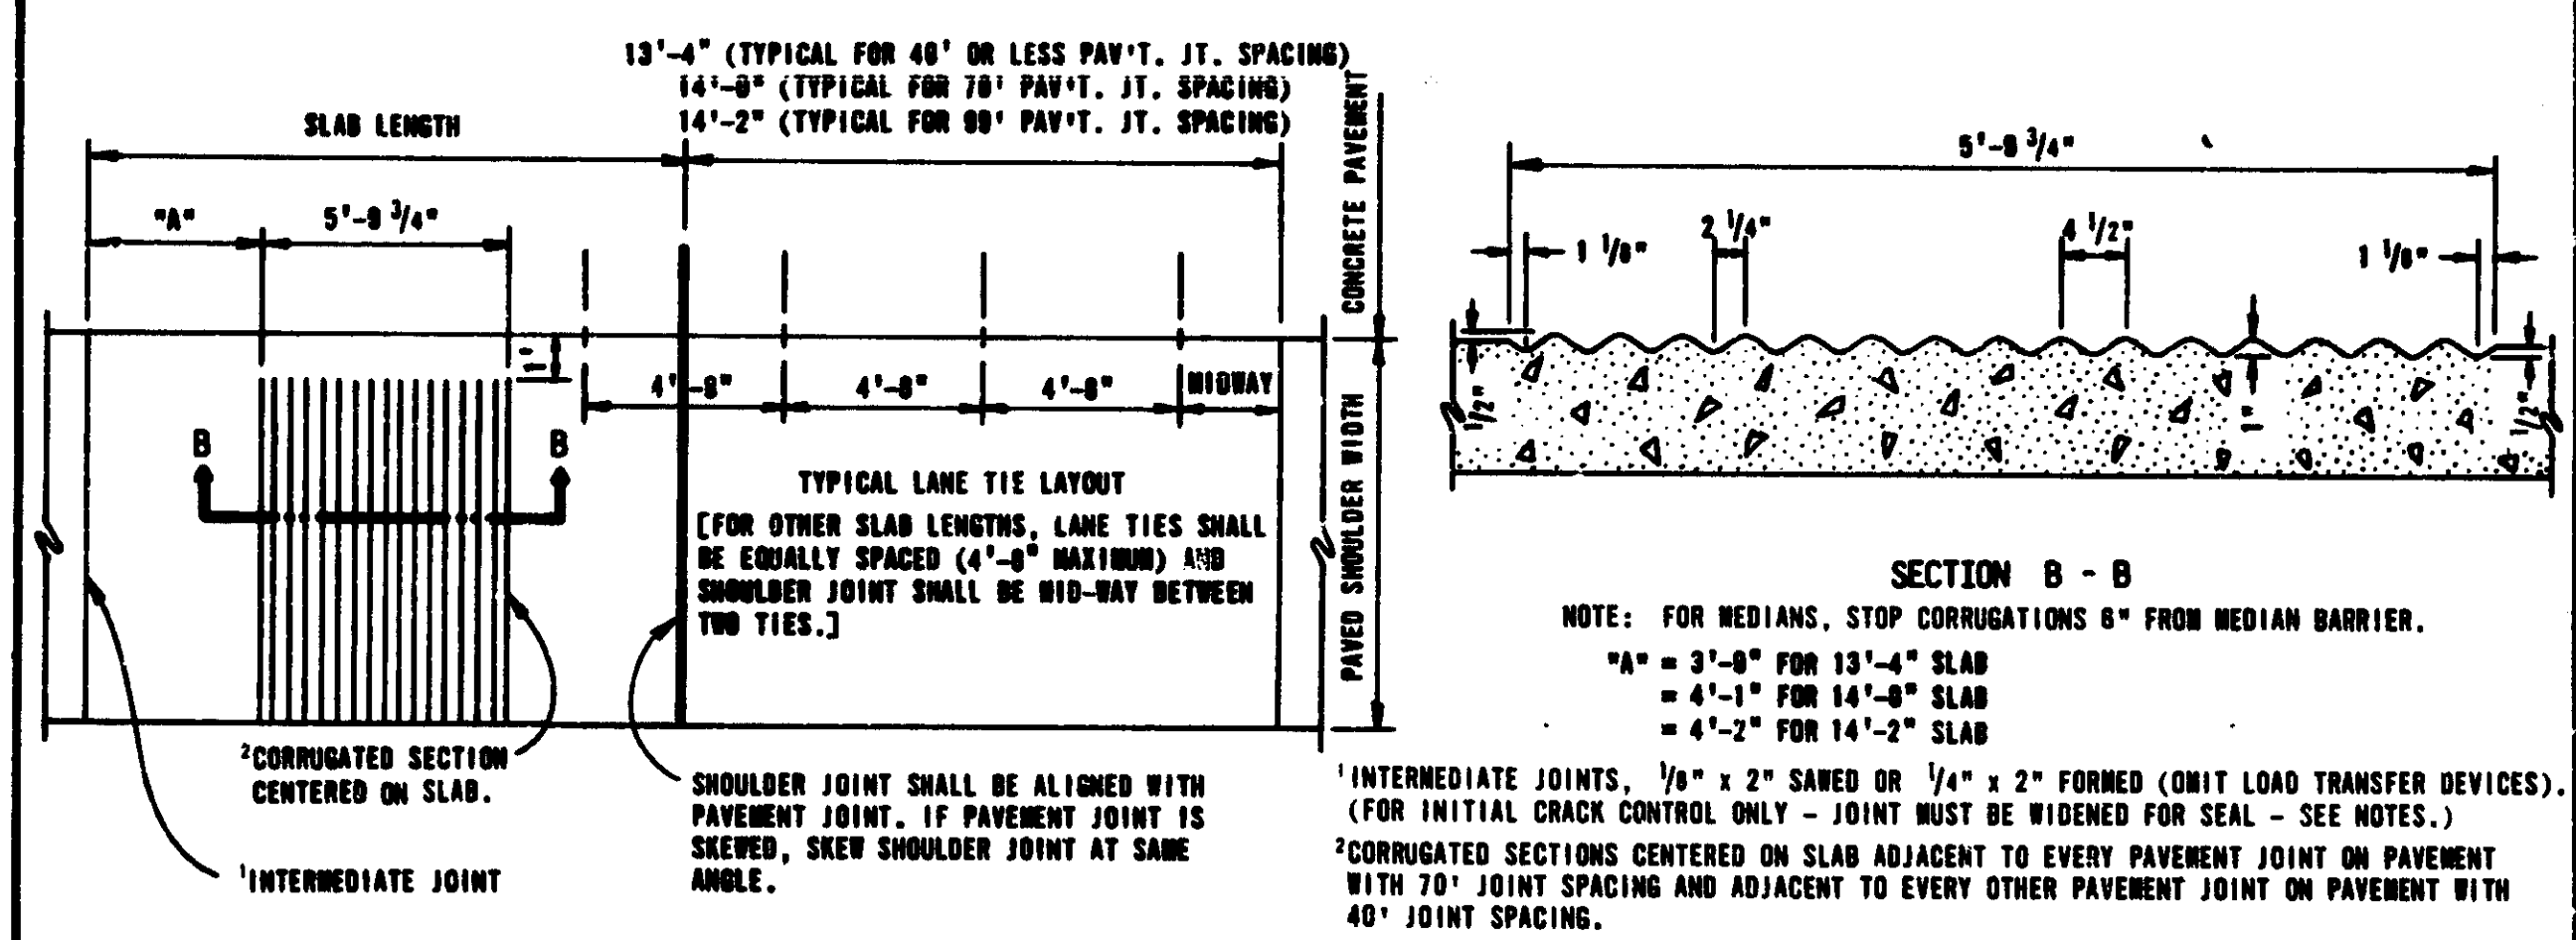 13'-4" (TYPICAL FOR 40' OR LESS PAV'T. JT. SPACING)
14'-0" (TYPICAL FOR 70' PAV'T. JT. SPACING)
14'-2" (TYPICAL FOR 99' PAV'T. JT. SPACING)
SLAB LENGTH
"A"
5'-9 3/4"
1'
4'-8"
4'-8"
4'-8"
MIDWAY
B
B
TYPICAL LANE TIE LAYOUT
[FOR OTHER SLAB LENGTHS, LANE TIES SHALL
BE EQUALLY SPACED (4'-8" MAXIMUM) AND
SHOULDER JOINT SHALL BE MID-WAY BETWEEN
TWO TIES.]
CONCRETE PAVEMENT
PAVED SHOULDER WIDTH
²CORRUGATED SECTION
CENTERED ON SLAB.
¹INTERMEDIATE JOINT
SHOULDER JOINT SHALL BE ALIGNED WITH
PAVEMENT JOINT. IF PAVEMENT JOINT IS
SKEWED, SKEW SHOULDER JOINT AT SAME
ANGLE.
5'-9 3/4"
1 1/8"
2 1/4"
4 1/2"
1 1/8"
1/2"
1"
1/2"
SECTION B - B
NOTE: FOR MEDIANS, STOP CORRUGATIONS 6" FROM MEDIAN BARRIER.
"A" = 3'-9" FOR 13'-4" SLAB
= 4'-1" FOR 14'-0" SLAB
= 4'-2" FOR 14'-2" SLAB
¹INTERMEDIATE JOINTS, 1/8" x 2" SAWED OR 1/4" x 2" FORMED (OMIT LOAD TRANSFER DEVICES).
(FOR INITIAL CRACK CONTROL ONLY - JOINT MUST BE WIDENED FOR SEAL - SEE NOTES.)
²CORRUGATED SECTIONS CENTERED ON SLAB ADJACENT TO EVERY PAVEMENT JOINT ON PAVEMENT
WITH 70' JOINT SPACING AND ADJACENT TO EVERY OTHER PAVEMENT JOINT ON PAVEMENT WITH
40' JOINT SPACING.